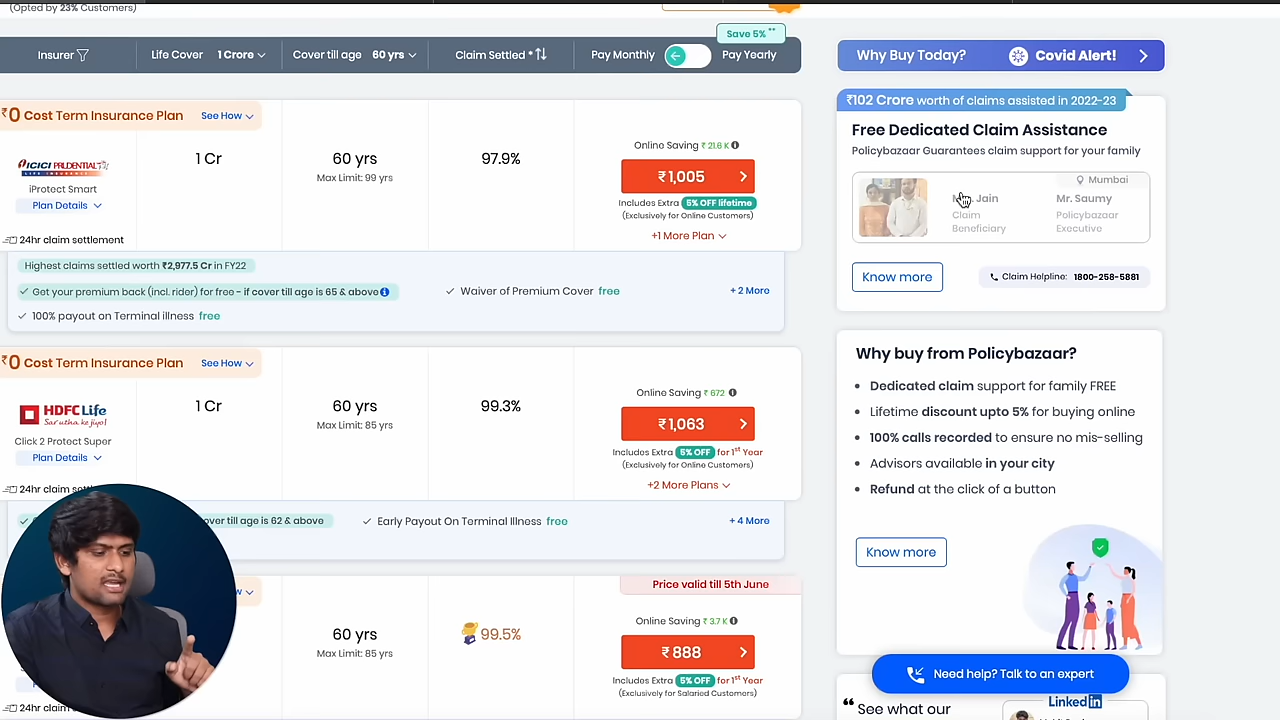 (Opted by 23% Customers)
Save 5% **
Insurer
Life Cover 1 Crore
Cover till age 60 yrs
Claim Settled *
Pay Monthly
Pay Yearly
₹0 Cost Term Insurance Plan See How
ICICI PRUDENTIAL
LIFE INSURANCE
iProtect Smart
Plan Details
24hr claim settlement
1 Cr
60 yrs
Max Limit: 99 yrs
97.9%
Online Saving ₹ 21.6 K
₹1,005
Includes Extra 5% OFF lifetime
(Exclusively for Online Customers)
+1 More Plan
Highest claims settled worth ₹2,977.5 Cr in FY22
Get your premium back (incl. rider) for free - if cover till age is 65 & above
Waiver of Premium Cover free
+ 2 More
100% payout on Terminal illness free
₹0 Cost Term Insurance Plan See How
HDFC Life
Sar utha ke jiyo!
Click 2 Protect Super
Plan Details
24hr claim
1 Cr
60 yrs
Max Limit: 85 yrs
99.3%
Online Saving ₹ 672
₹1,063
Includes Extra 5% OFF for 1st Year
(Exclusively for Online Customers)
+2 More Plans
over till age is 62 & above
Early Payout On Terminal Illness free
+ 4 More
Price valid till 5th June
60 yrs
Max Limit: 85 yrs
99.5%
Online Saving ₹ 3.7 K
₹888
Includes Extra 5% OFF for 1st Year
(Exclusively for Salaried Customers)
24hr
Why Buy Today?
Covid Alert!
₹102 Crore worth of claims assisted in 2022-23
Free Dedicated Claim Assistance
Policybazaar Guarantees claim support for your family
Mumbai
Jain
Claim
Beneficiary
Mr. Saumy
Policybazaar
Executive
Know more
Claim Helpline: 1800-258-5881
Why buy from Policybazaar?
• Dedicated claim support for family FREE
• Lifetime discount upto 5% for buying online
• 100% calls recorded to ensure no mis-selling
• Advisors available in your city
• Refund at the click of a button
Know more
Need help? Talk to an expert
LinkedIn
“ See what our